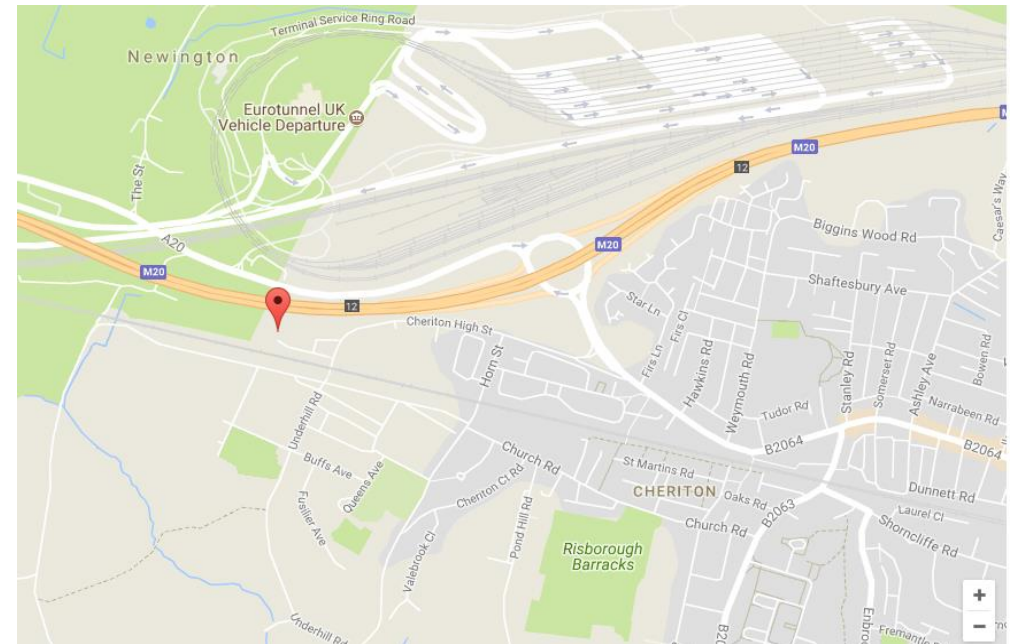 Terminal Service Ring Road
Newington
Eurotunnel UK
Vehicle Departure
M20
12
The St
A20
M20
M20
12
Caesar's Way
Biggins Wood Rd
Shaftesbury Ave
Star Ln
Firs Cl
Firs Ln
Cheriton High St
Horn St
Hawkins Rd
Weymouth Rd
Stanley Rd
Somerset Rd
Ashley Ave
Bowen Rd
Narrabeen Rd
Tudor Rd
B2064
B2064
Underhill Rd
Buffs Ave
Queens Ave
Fusilier Ave
Church Rd
Cheriton Ct Rd
St Martins Rd
CHERITON
Oaks Rd
Church Rd
B2063
Dunnett Rd
Laurel Cl
Shorncliffe Rd
Pond Hill Rd
Valebrook Cl
Risborough
Barracks
Underhill Rd
+
−